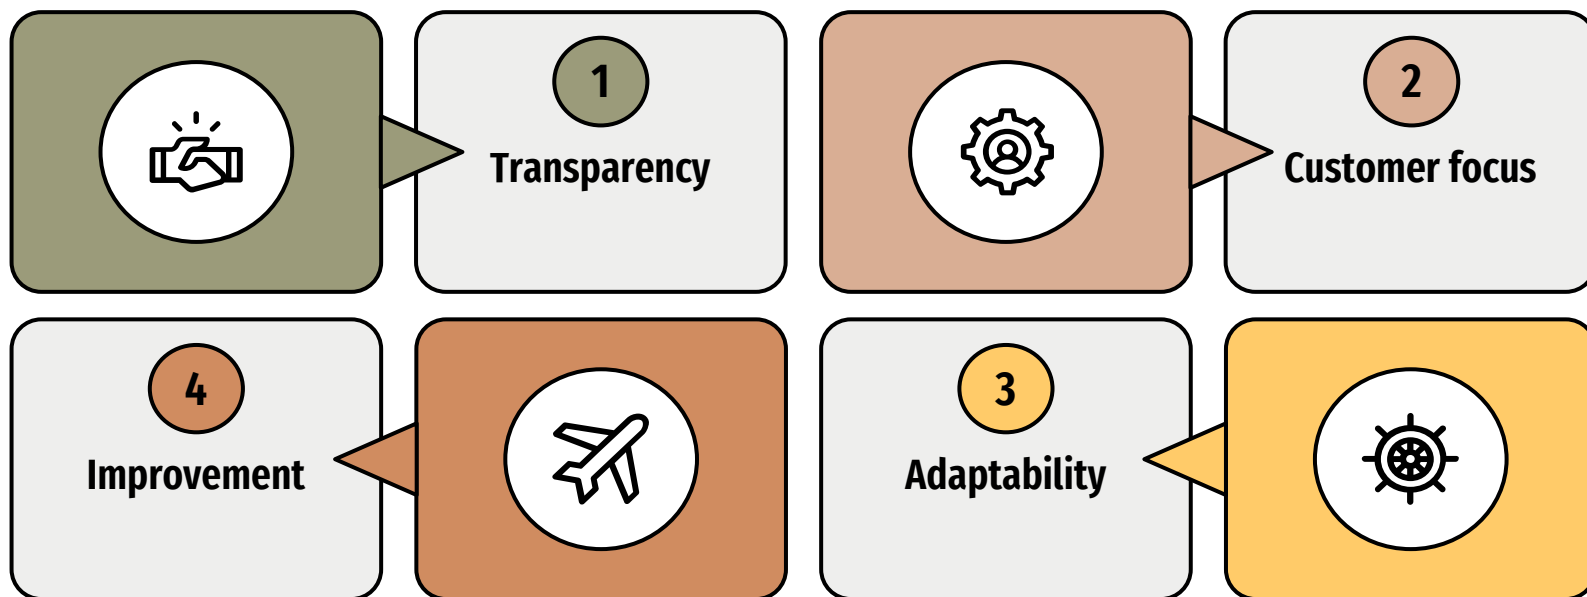 1
Transparency
2
Customer focus
4
Improvement
3
Adaptability